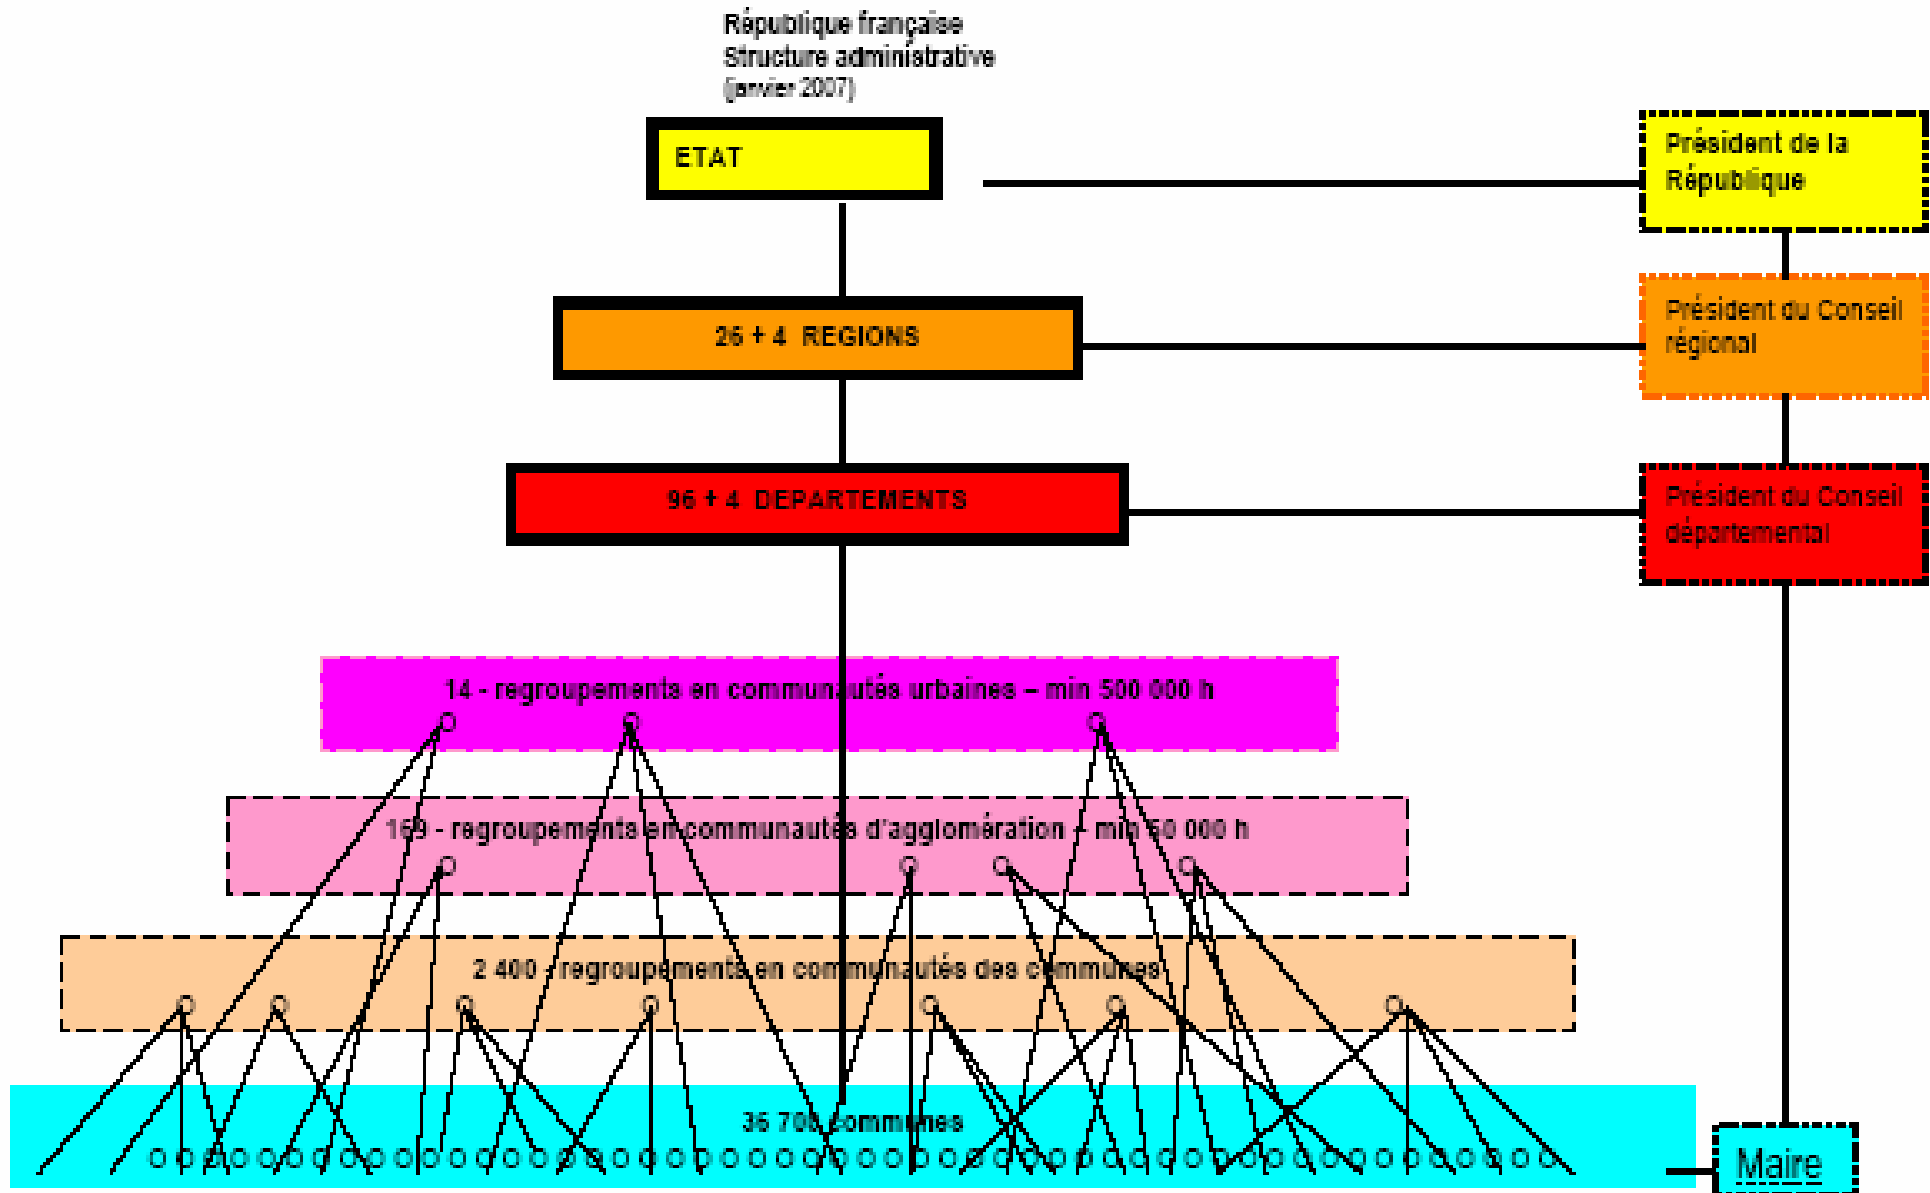 République française
Structure administrative
(janvier 2007)
ETAT
Président de la
République
26 + 4 REGIONS
Président du Conseil
régional
96 + 4 DEPARTEMENTS
Président du Conseil
départemental
14 - regroupements en communautés urbaines – min 500 000 h
169 - regroupements en communautés d'agglomération – min 50 000 h
2 400 - regroupements en communautés des communes
36 700 communes
Maire